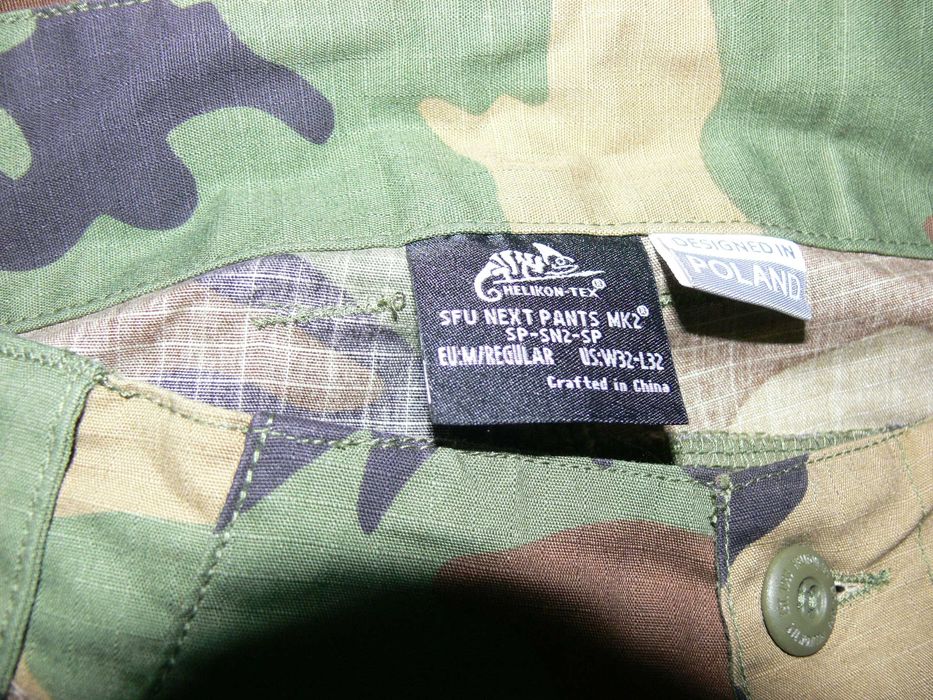 HELIKON-TEX®
SFU NEXT PANTS MK2®
SP-SN2-SP
EU:M/REGULAR US:W32-L32
Crafted in China
DESIGNED IN
POLAND